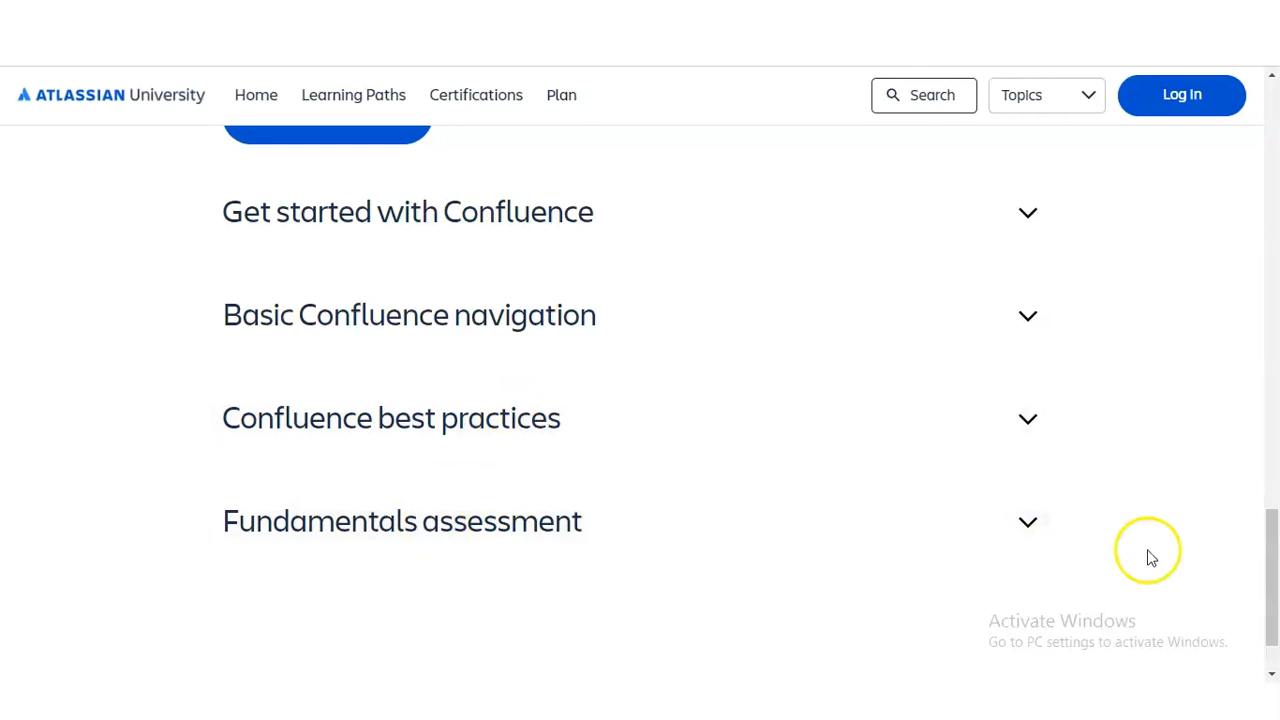 ATLASSIAN University
Home
Learning Paths
Certifications
Plan
Search
Topics
Log In
Get started with Confluence
Basic Confluence navigation
Confluence best practices
Fundamentals assessment
Activate Windows
Go to PC settings to activate Windows.